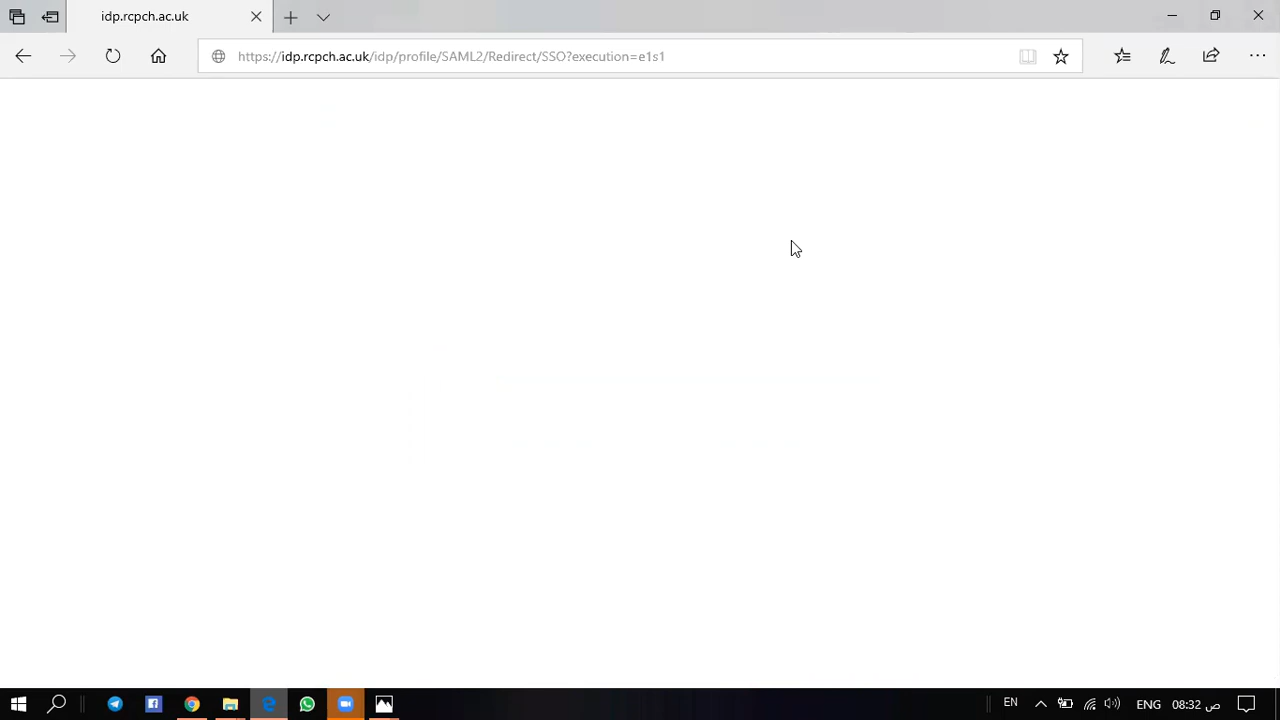 idp.rcpch.ac.uk
https://idp.rcpch.ac.uk/idp/profile/SAML2/Redirect/SSO?execution=e1s1
EN
ENG
08:32 ص